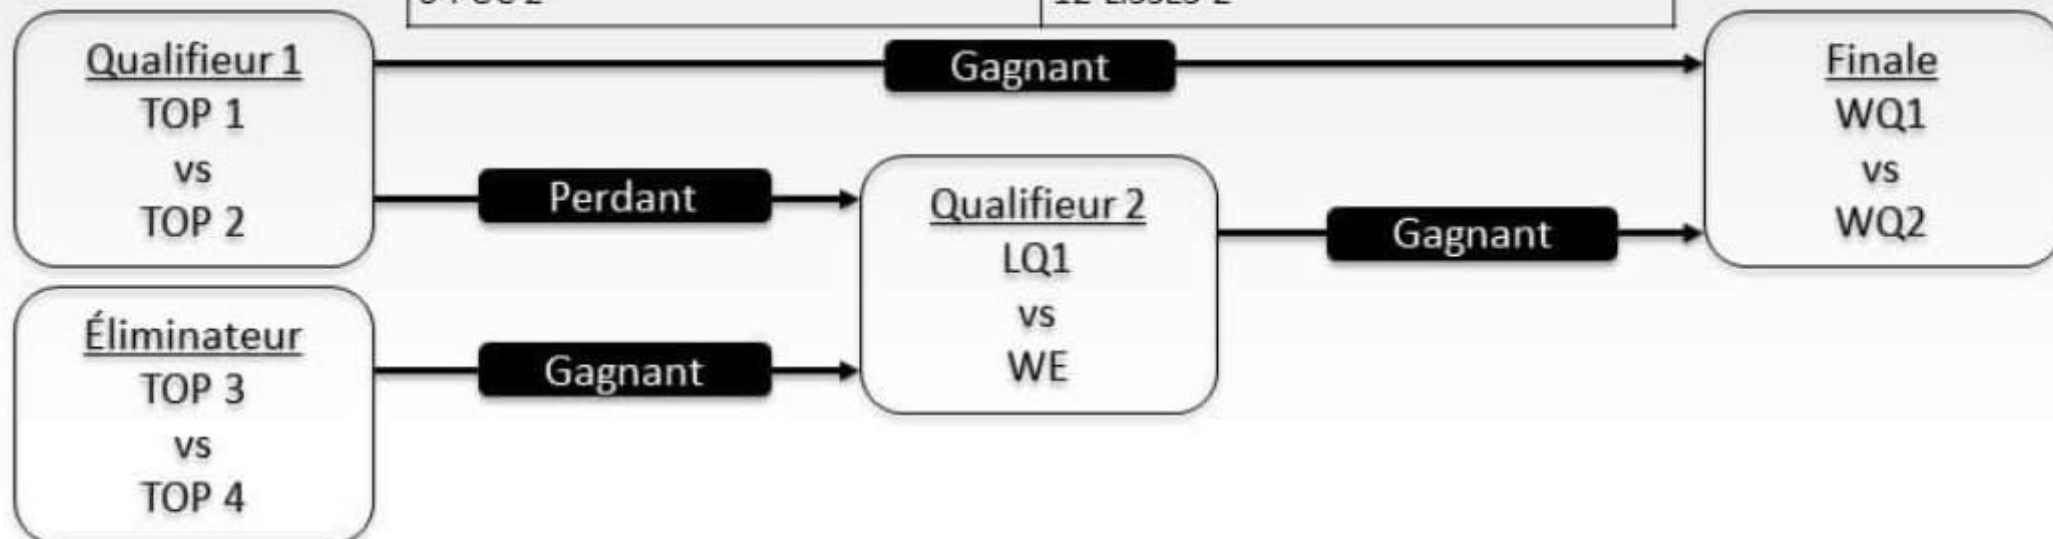 Qualifieur 1
TOP 1
vs
TOP 2
Gagnant
Finale
WQ1
vs
WQ2
Perdant
Qualifieur 2
LQ1
vs
WE
Gagnant
Éliminateur
TOP 3
vs
TOP 4
Gagnant